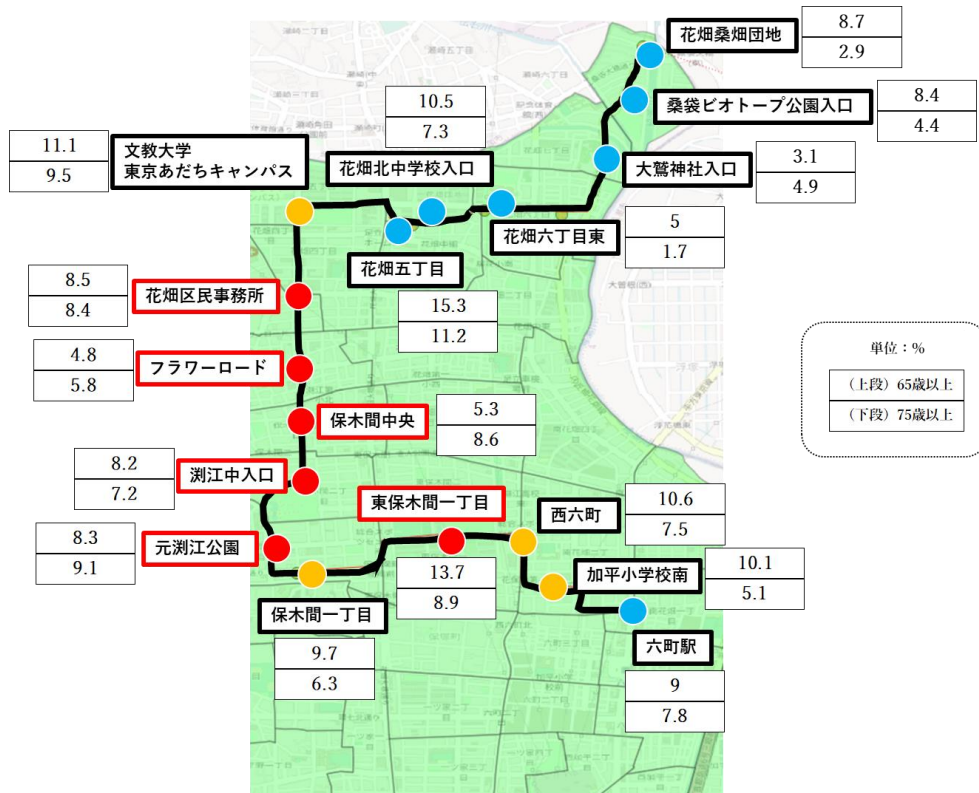 花畑桑畑団地
8.7
2.9
桑袋ビオトープ公園入口
8.4
4.4
10.5
7.3
花畑北中学校入口
11.1
9.5
文教大学
東京あだちキャンパス
大鷲神社入口
3.1
4.9
花畑六丁目東
5
1.7
花畑五丁目
15.3
11.2
8.5
8.4
花畑区民事務所
4.8
5.8
フラワーロード
保木間中央
5.3
8.6
単位:%
(上段)65歳以上
(下段)75歳以上
8.2
7.2
渕江中入口
東保木間一丁目
13.7
8.9
西六町
10.6
7.5
8.3
9.1
元渕江公園
加平小学校南
10.1
5.1
保木間一丁目
9.7
6.3
六町駅
9
7.8